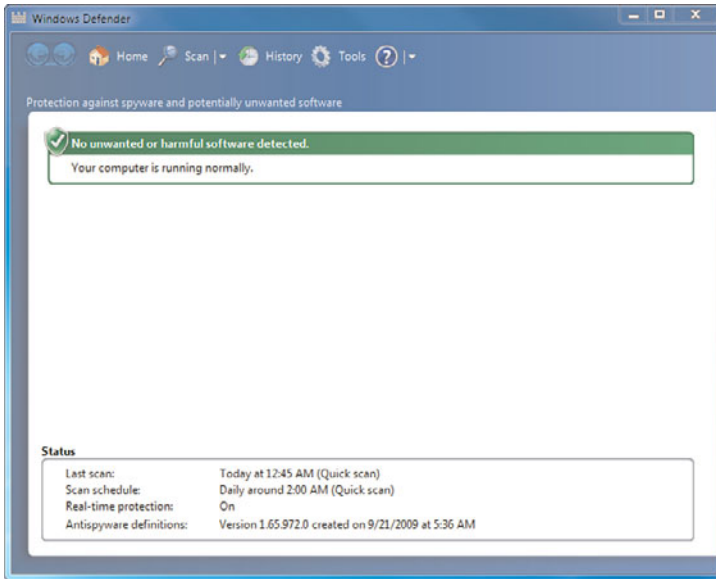 Windows Defender
Home Scan History Tools ?
Protection against spyware and potentially unwanted software
No unwanted or harmful software detected.
Your computer is running normally.
Status
Last scan: Today at 12:45 AM (Quick scan)
Scan schedule: Daily around 2:00 AM (Quick scan)
Real-time protection: On
Antispyware definitions: Version 1.65.972.0 created on 9/21/2009 at 5:36 AM